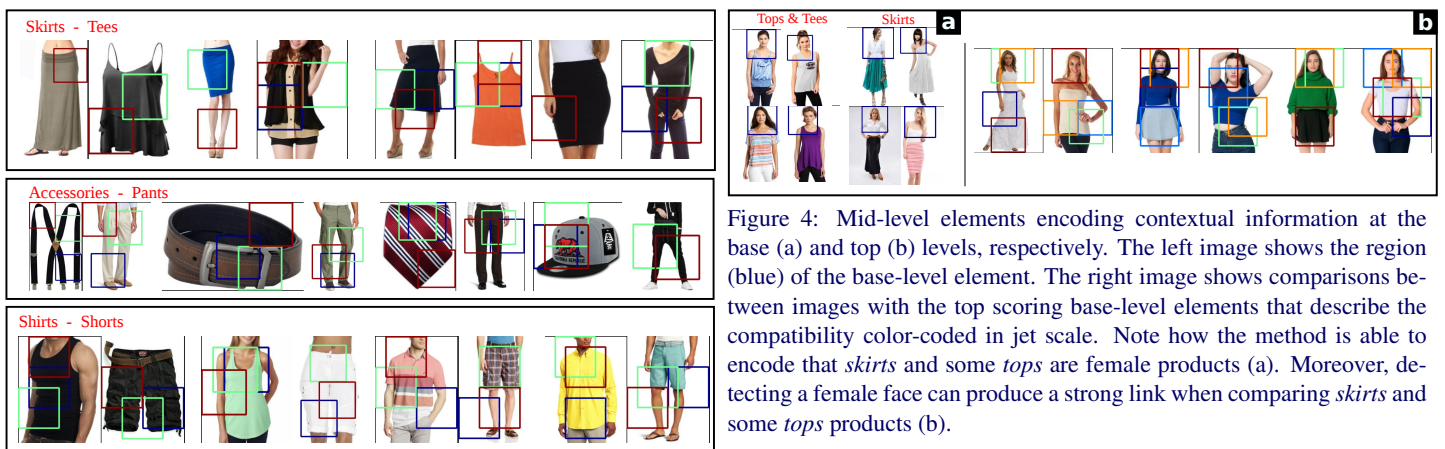 Skirts - Tees
Accessories - Pants
Shirts - Shorts
Tops & Tees
Skirts
a
b
Figure 4: Mid-level elements encoding contextual information at the
base (a) and top (b) levels, respectively. The left image shows the region
(blue) of the base-level element. The right image shows comparisons be-
tween images with the top scoring base-level elements that describe the
compatibility color-coded in jet scale. Note how the method is able to
encode that skirts and some tops are female products (a). Moreover, de-
tecting a female face can produce a strong link when comparing skirts and
some tops products (b).